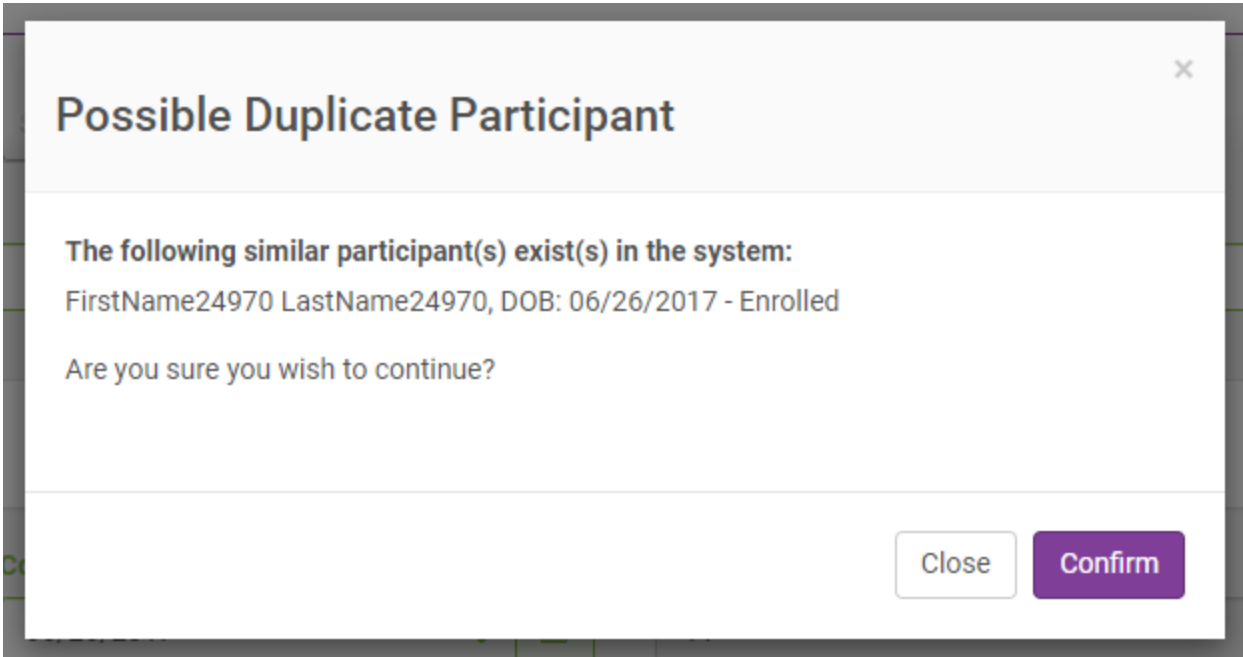 ×
Possible Duplicate Participant
The following similar participant(s) exist(s) in the system:
FirstName24970 LastName24970, DOB: 06/26/2017 - Enrolled
Are you sure you wish to continue?
Close
Confirm